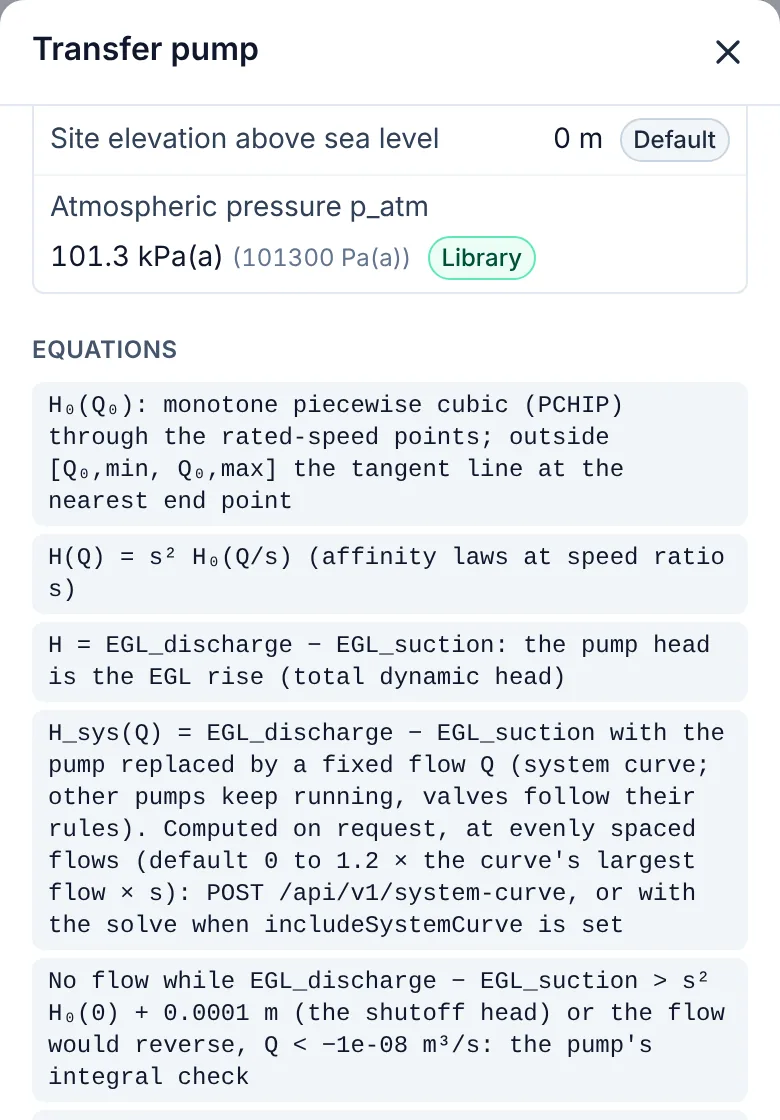 Transfer pump
Site elevation above sea level 0 m Default
Atmospheric pressure p_atm
101.3 kPa(a) (101300 Pa(a)) Library
EQUATIONS
H₀(Q₀): monotone piecewise cubic (PCHIP)
through the rated-speed points; outside
[Q₀,min, Q₀,max] the tangent line at the
nearest end point
H(Q) = s² H₀(Q/s) (affinity laws at speed ratio
s)
H = EGL_discharge − EGL_suction: the pump head
is the EGL rise (total dynamic head)
H_sys(Q) = EGL_discharge − EGL_suction with the
pump replaced by a fixed flow Q (system curve;
other pumps keep running, valves follow their
rules). Computed on request, at evenly spaced
flows (default 0 to 1.2 × the curve's largest
flow × s): POST /api/v1/system-curve, or with
the solve when includeSystemCurve is set
No flow while EGL_discharge − EGL_suction > s²
H₀(0) + 0.0001 m (the shutoff head) or the flow
would reverse, Q < −1e-08 m³/s: the pump's
integral check